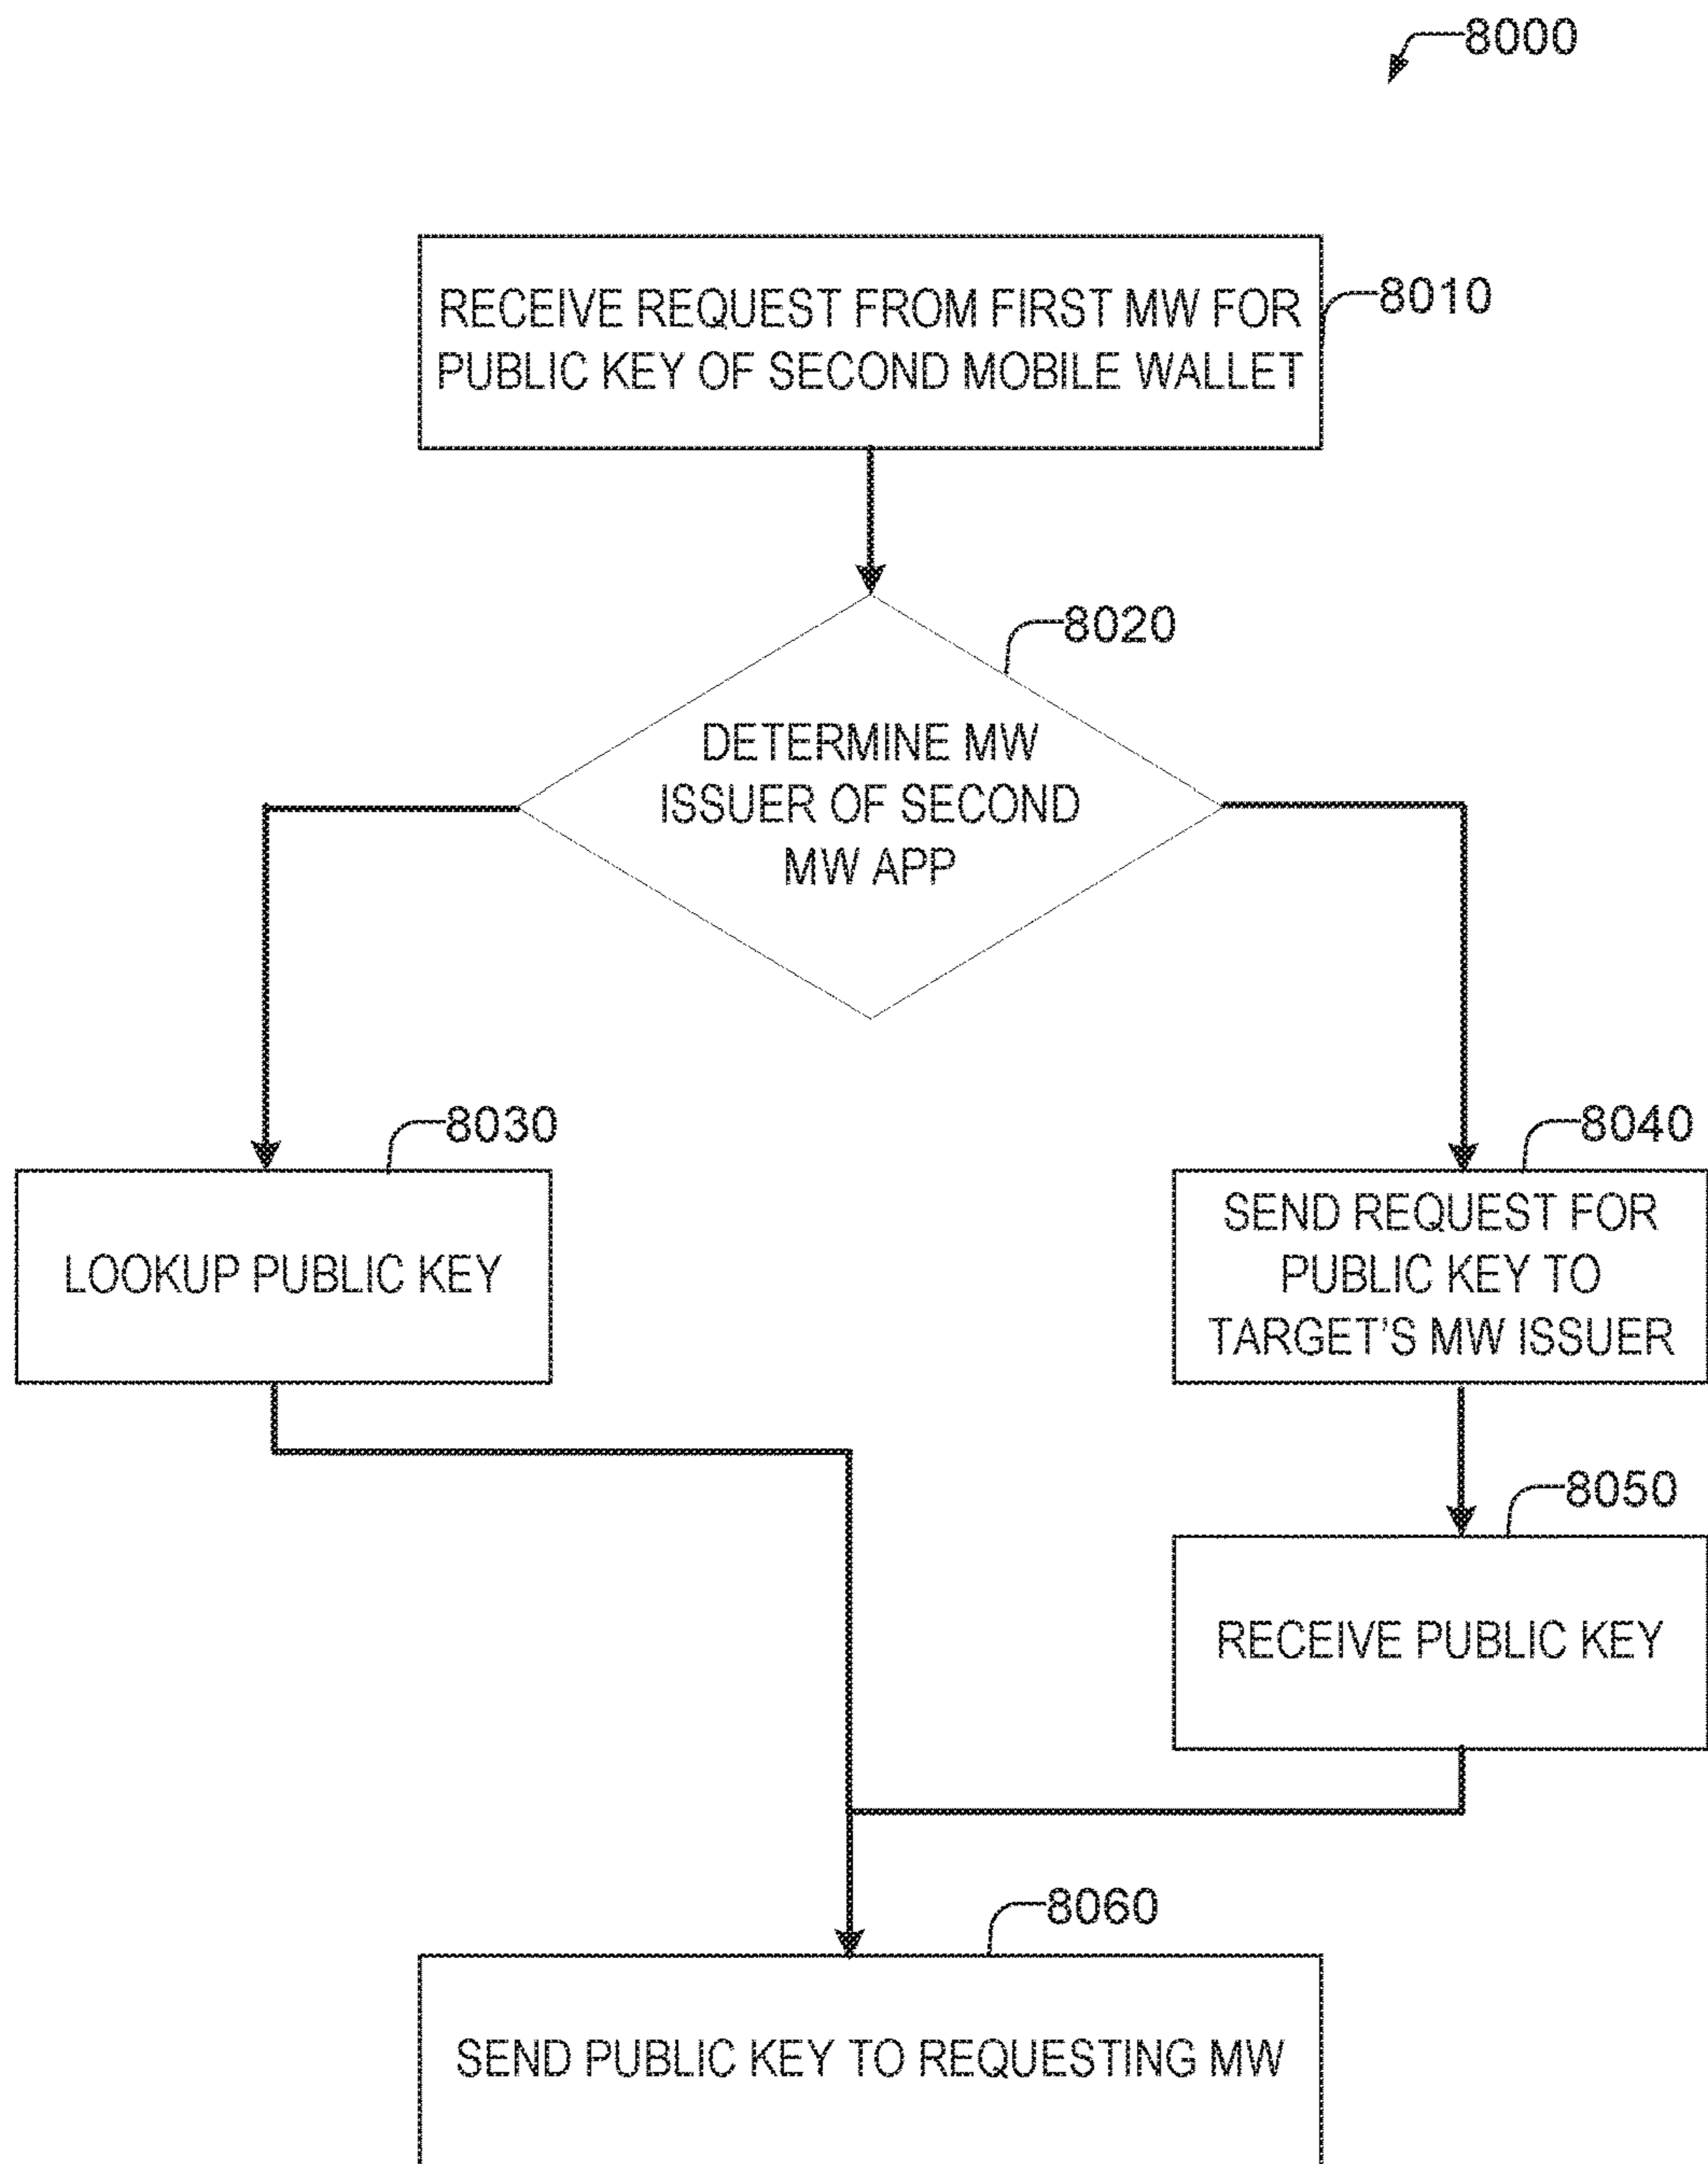 8000
RECEIVE REQUEST FROM FIRST MW FOR
PUBLIC KEY OF SECOND MOBILE WALLET
8010
8020
DETERMINE MW
ISSUER OF SECOND
MW APP
8030
LOOKUP PUBLIC KEY
8040
SEND REQUEST FOR
PUBLIC KEY TO
TARGET'S MW ISSUER
8050
RECEIVE PUBLIC KEY
8060
SEND PUBLIC KEY TO REQUESTING MW